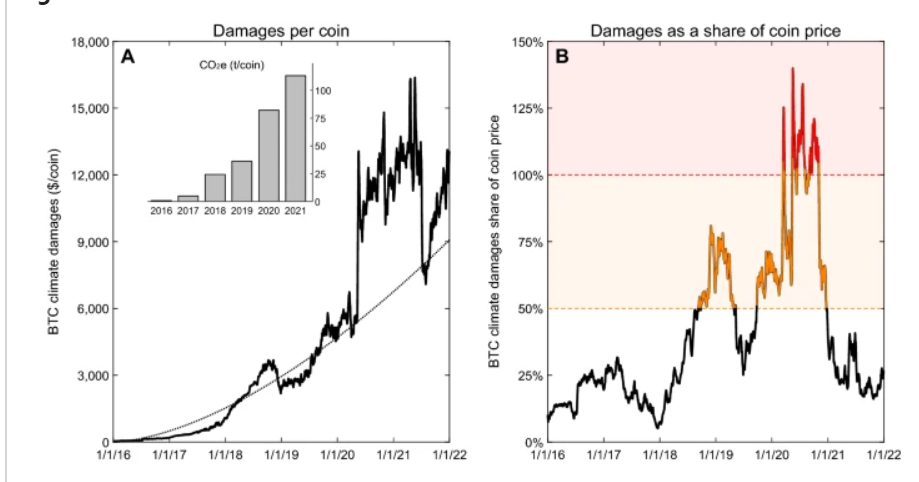 Damages per coin
A
CO₂e (t/coin)
100
75
50
25
0
2016 2017 2018 2019 2020 2021
18,000
15,000
12,000
9,000
6,000
3,000
0
BTC climate damages ($/coin)
1/1/16 1/1/17 1/1/18 1/1/19 1/1/20 1/1/21 1/1/22
Damages as a share of coin price
B
150%
125%
100%
75%
50%
25%
0%
BTC climate damages share of coin price
1/1/16 1/1/17 1/1/18 1/1/19 1/1/20 1/1/21 1/1/22